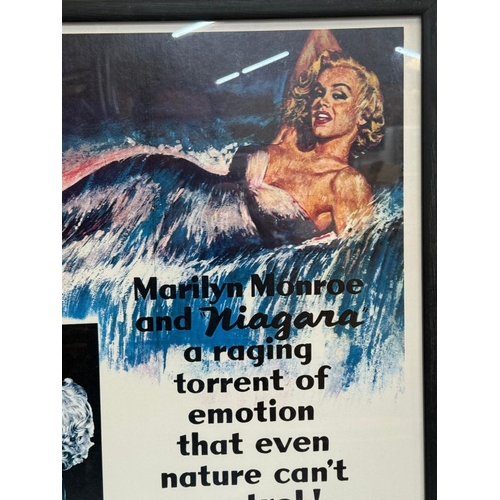 Marilyn Monroe
and Niagara
a raging
torrent of
emotion
that even
nature can't